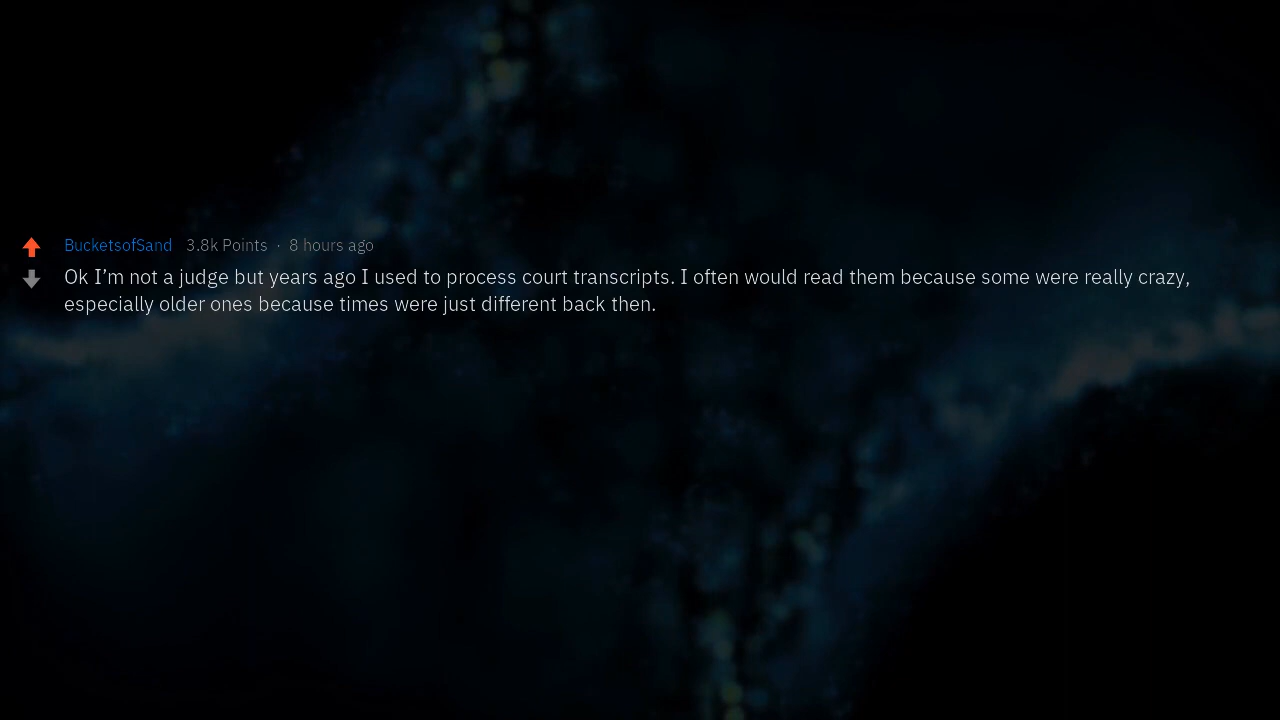 BucketsofSand 3.8k Points · 8 hours ago
Ok I’m not a judge but years ago I used to process court transcripts. I often would read them because some were really crazy,
especially older ones because times were just different back then.